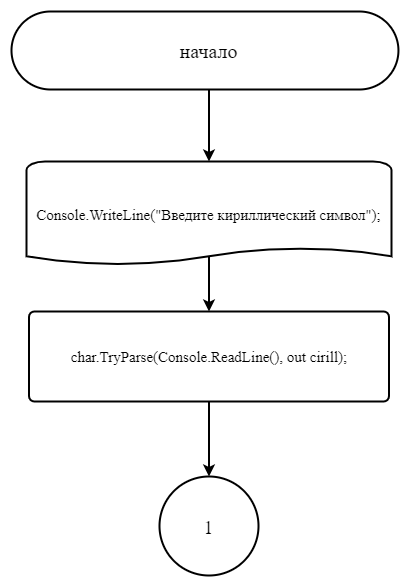 начало
Console.WriteLine("Введите кириллический символ");
char.TryParse(Console.ReadLine(), out cirill);
1